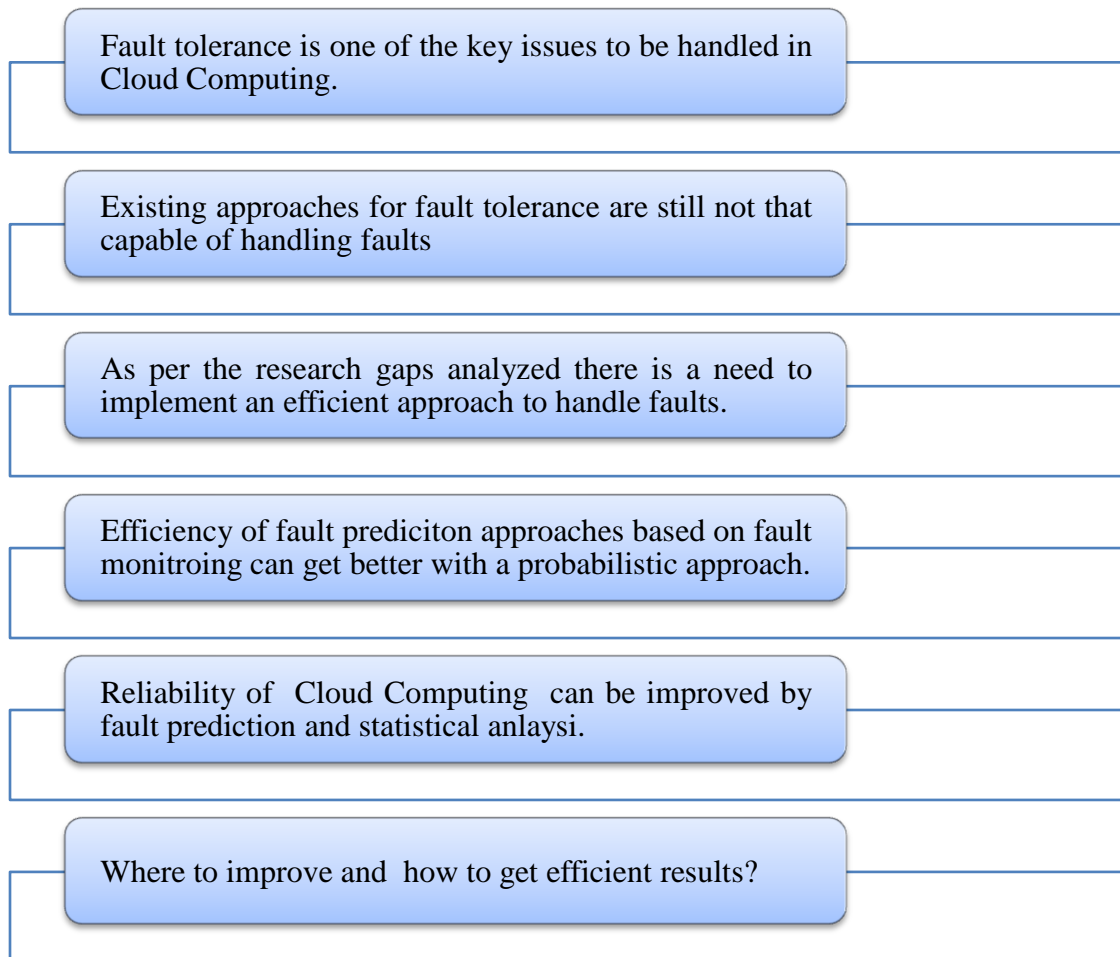 Fault tolerance is one of the key issues to be handled in
Cloud Computing.
Existing approaches for fault tolerance are still not that
capable of handling faults
As per the research gaps analyzed there is a need to
implement an efficient approach to handle faults.
Efficiency of fault prediciton approaches based on fault
monitroing can get better with a probabilistic approach.
Reliability of Cloud Computing can be improved by
fault prediction and statistical anlaysi.
Where to improve and how to get efficient results?